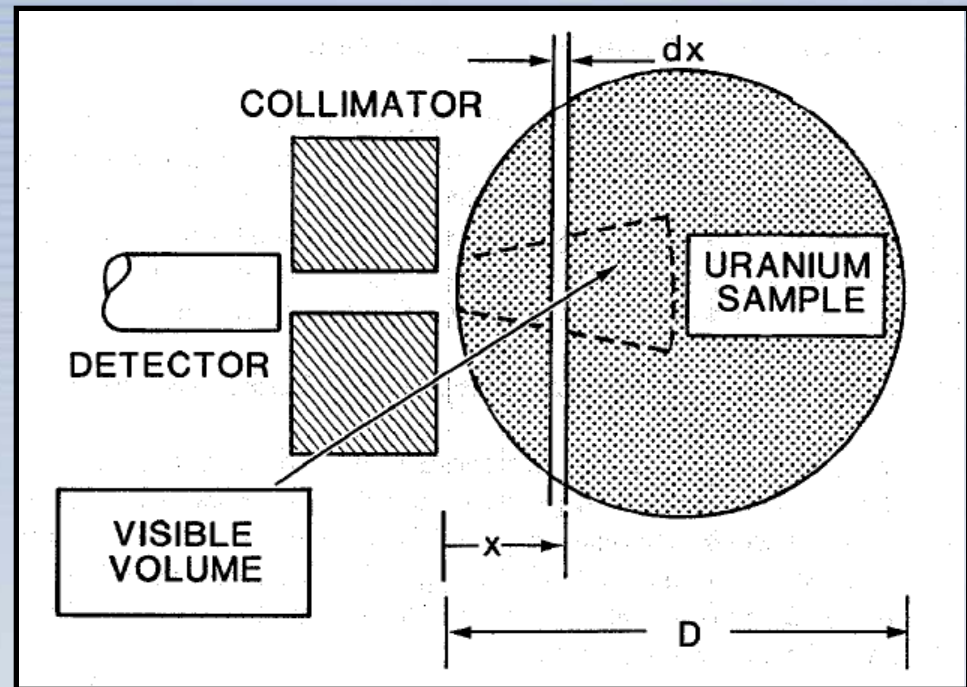 dx
COLLIMATOR
URANIUM
SAMPLE
DETECTOR
VISIBLE
VOLUME
x
D